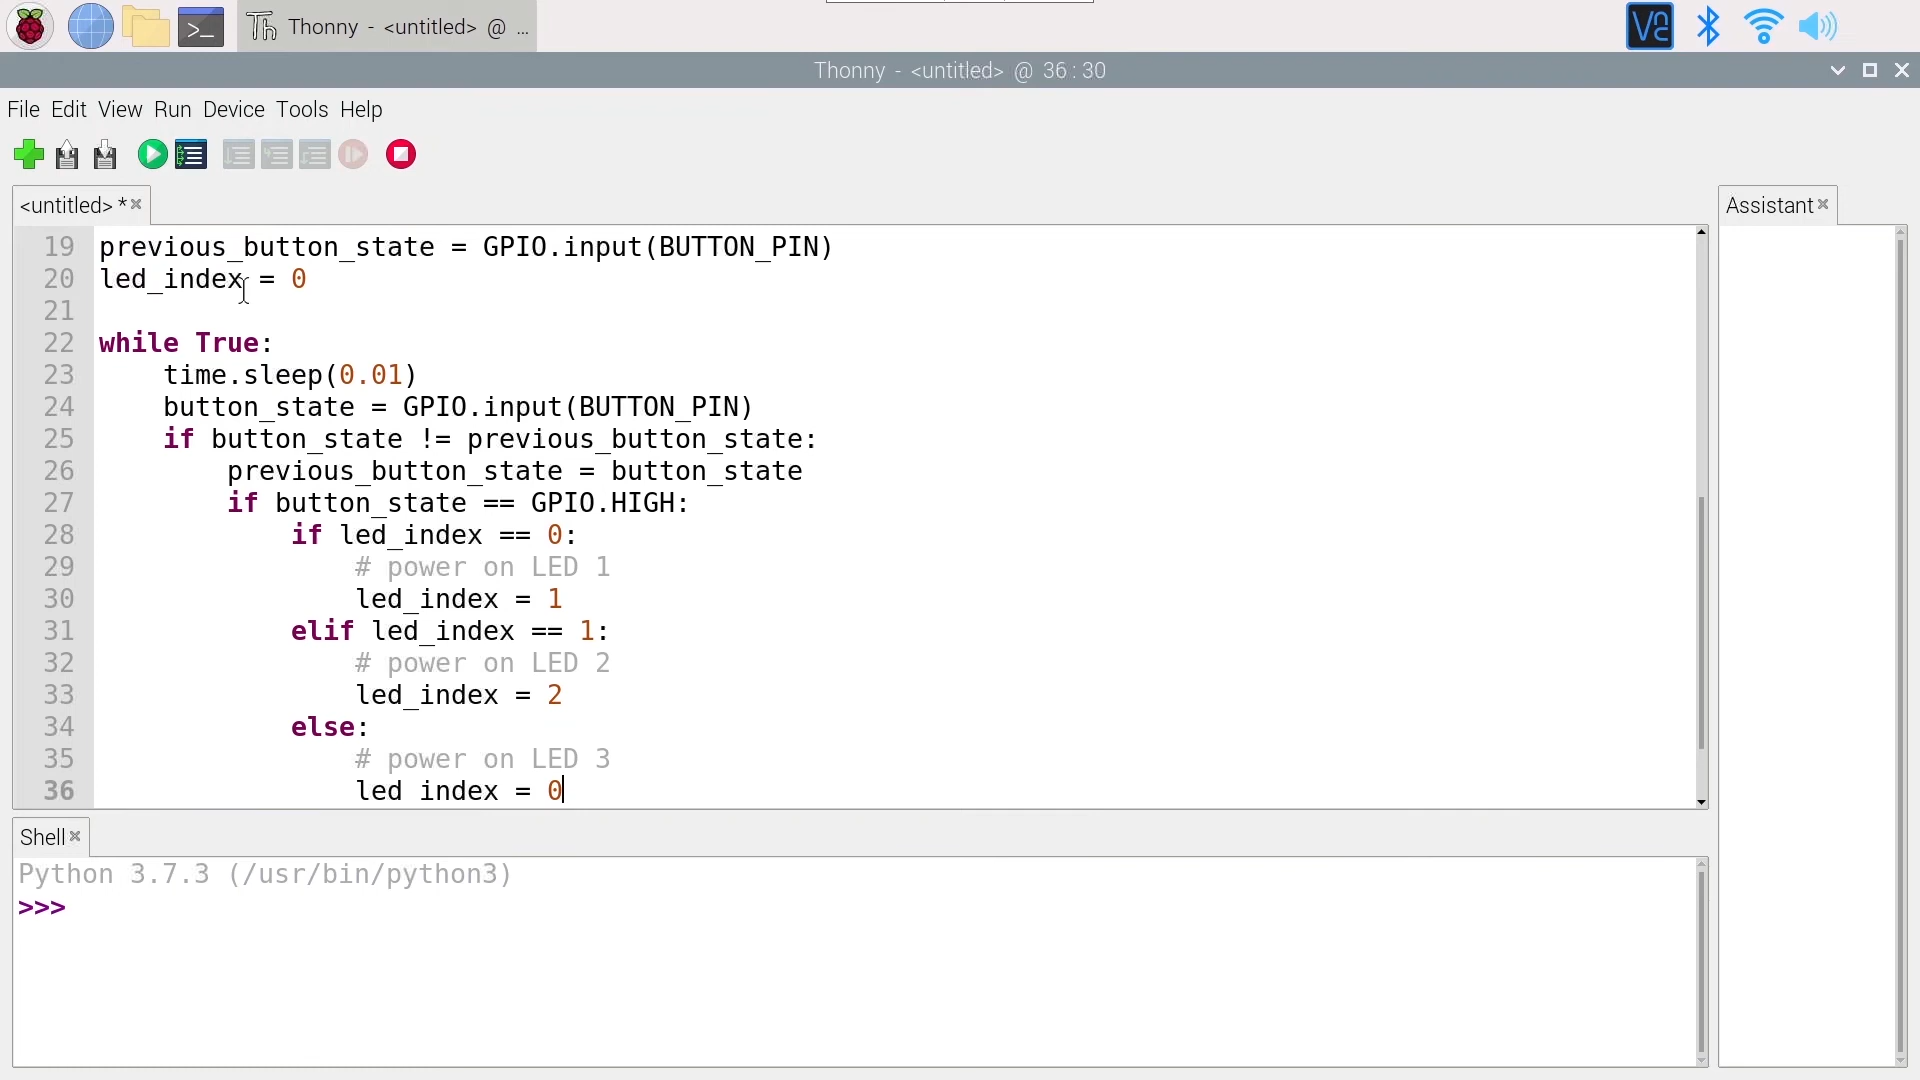 Thonny - <untitled> @ ...
Thonny - <untitled> @ 36 : 30
File Edit View Run Device Tools Help
<untitled> *
Assistant
19 previous_button_state = GPIO.input(BUTTON_PIN)
20 led_index = 0
21
22 while True:
23     time.sleep(0.01)
24     button_state = GPIO.input(BUTTON_PIN)
25     if button_state != previous_button_state:
26         previous_button_state = button_state
27         if button_state == GPIO.HIGH:
28             if led_index == 0:
29                 # power on LED 1
30                 led_index = 1
31             elif led_index == 1:
32                 # power on LED 2
33                 led_index = 2
34             else:
35                 # power on LED 3
36                 led index = 0
Shell
Python 3.7.3 (/usr/bin/python3)
>>>